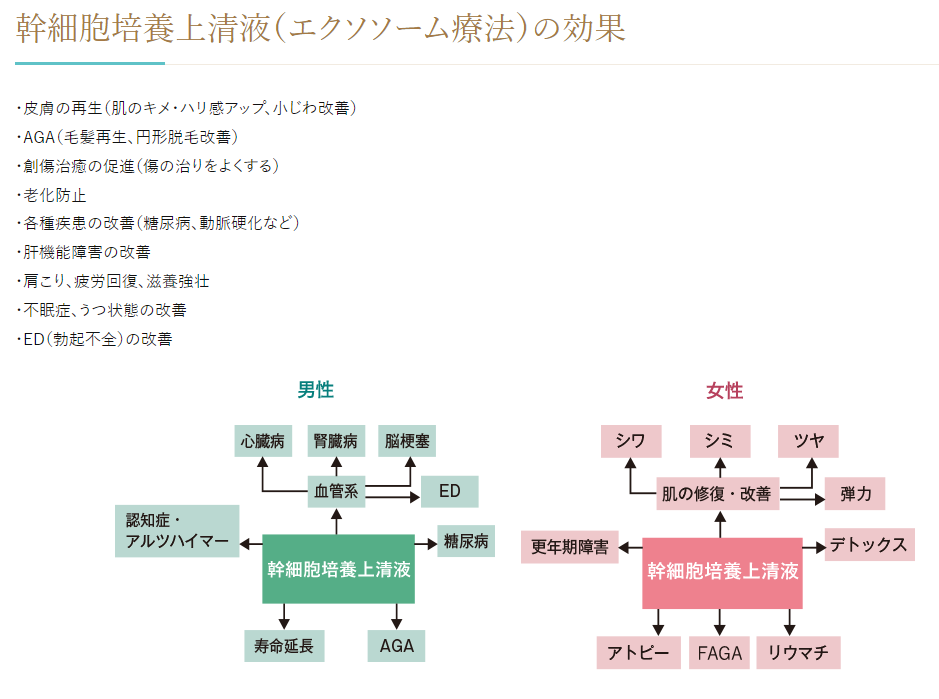 幹細胞培養上清液（エクソソーム療法）の効果
・皮膚の再生（肌のキメ・ハリ感アップ、小じわ改善）
・AGA（毛髪再生、円形脱毛改善）
・創傷治癒の促進（傷の治りをよくする）
・老化防止
・各種疾患の改善（糖尿病、動脈硬化など）
・肝機能障害の改善
・肩こり、疲労回復、滋養強壮
・不眠症、うつ状態の改善
・ED（勃起不全）の改善
男性
心臓病
腎臓病
脳梗塞
血管系
ED
認知症・
アルツハイマー
糖尿病
幹細胞培養上清液
寿命延長
AGA
女性
シワ
シミ
ツヤ
肌の修復・改善
弾力
更年期障害
デトックス
幹細胞培養上清液
アトピー
FAGA
リウマチ